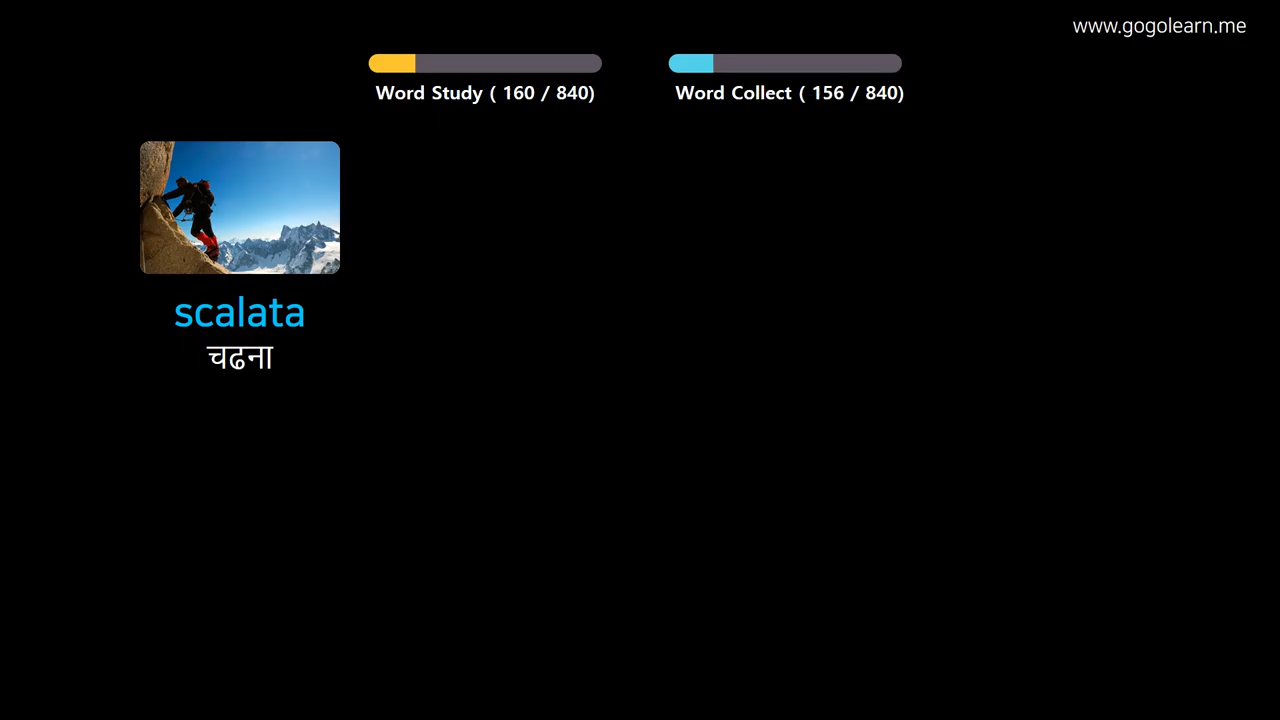 www.gogolearn.me
Word Study ( 160 / 840)
Word Collect ( 156 / 840)
scalata
चढना